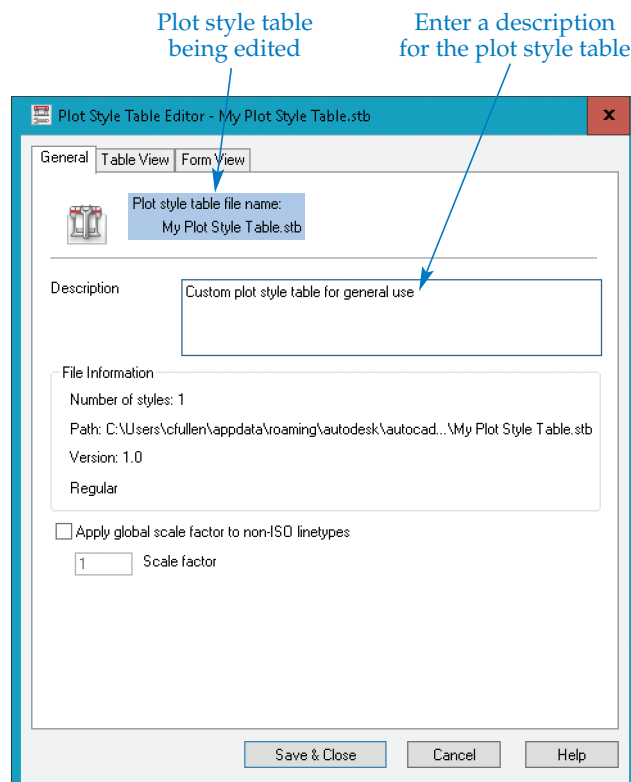 Plot style table
being edited
Enter a description
for the plot style table
Plot Style Table Editor - My Plot Style Table.stb
x
General
Table View
Form View
Plot style table file name:
My Plot Style Table.stb
Description
Custom plot style table for general use
File Information
Number of styles: 1
Path: C:\Users\cfullen\appdata\roaming\autodesk\autocad...\My Plot Style Table.stb
Version: 1.0
Regular
Apply global scale factor to non-ISO linetypes
1
Scale factor
Save & Close
Cancel
Help